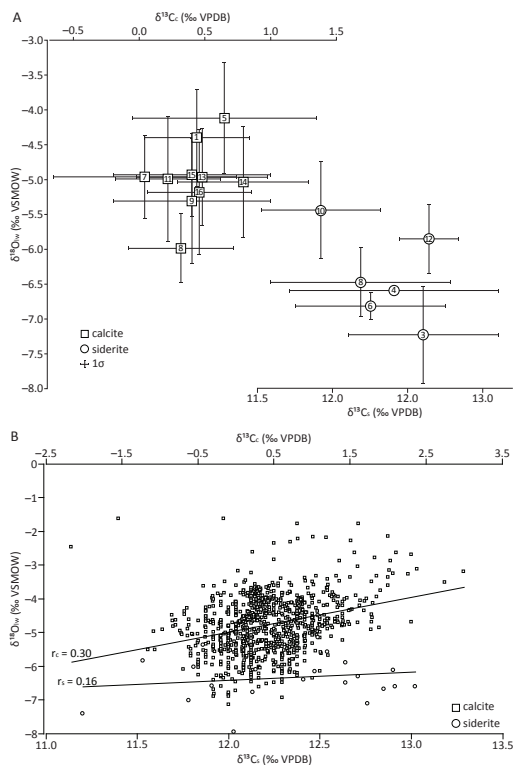 A
δ¹³Cc (‰ VPDB)
-0.5 0.0 0.5 1.0 1.5
−3.0
−4.0
−4.5
−5.0
−5.5
−6.0
−6.5
−7.0
−7.5
−8.0
δ¹⁸Oıw (‰ VSMOW)
5
1
7
11
15
13
14
16
9
8
10
12
8
4
6
3
calcite
siderite
1σ
11.5 12.0 12.5 13.0
δ¹³Cs (‰ VPDB)
B
δ¹³Cc (‰ VPDB)
−2.5 −1.5 −1.5 −0.5 0.5 0.5 1.5 2.5 3.5
0
−1
−2
−3
−4
−5
−6
−7
−8
δ¹⁸Oıw (‰ VSMOW)
rc = 0.30
rs = 0.16
calcite
siderite
11.0 11.5 12.0 12.5 13.0 13.5
δ¹³Cs (‰ VPDB)